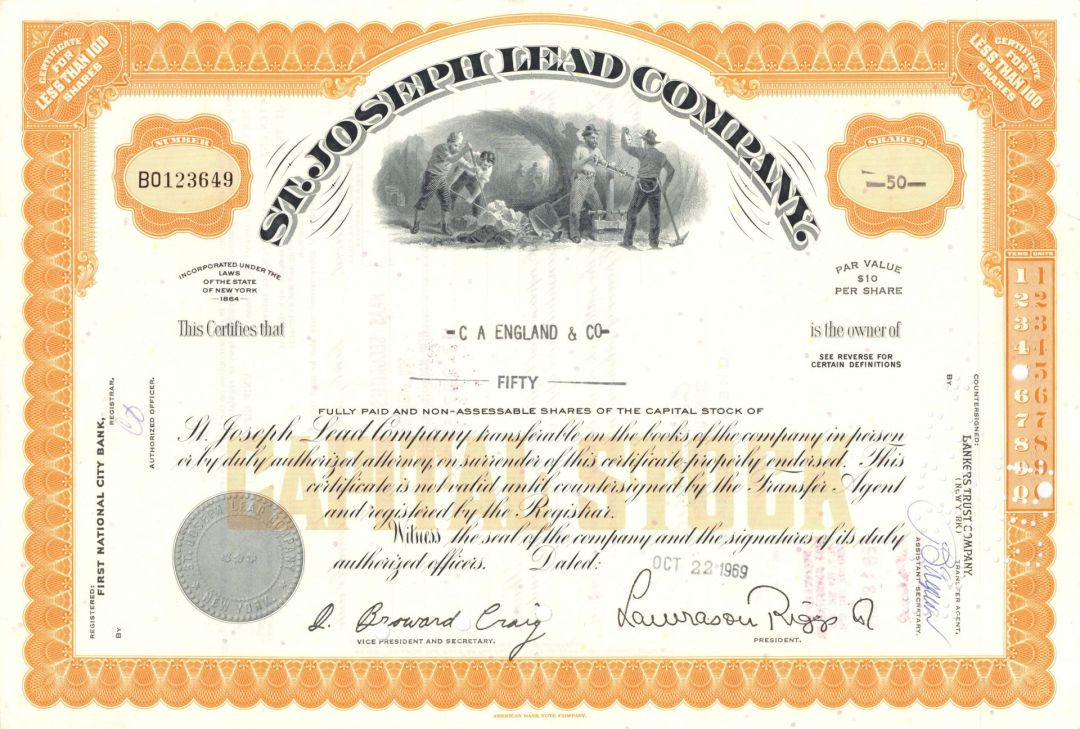 CERTIFICATE
FOR
LESS THAN 100
SHARES
ST. JOSEPH LEAD COMPANY.
CERTIFICATE
FOR
LESS THAN 100
SHARES
NUMBER
BO123649
SHARES
—50—
INCORPORATED UNDER THE
LAWS
OF THE STATE
OF NEW YORK
—1864—
PAR VALUE
$10
PER SHARE
This Certifies that
-C A ENGLAND & CO-
is the owner of
SEE REVERSE FOR
CERTAIN DEFINITIONS
FIFTY
FULLY PAID AND NON-ASSESSABLE SHARES OF THE CAPITAL STOCK OF
St. Joseph Lead Company transferable on the books of the company in person
or by duly authorized attorney, on surrender of this certificate properly endorsed. This
certificate is not valid until countersigned by the Transfer Agent
and registered by the Registrar.
Witness the seal of the company and the signatures of its duly
authorized officers. Dated: OCT 22 1969
CAPITAL STOCK
ST. JOSEPH LEAD COMPANY
NEW YORK
D. Broward Craig
VICE PRESIDENT AND SECRETARY.
Lawrason Riggs
PRESIDENT.
REGISTERED:
FIRST NATIONAL CITY BANK,
REGISTRAR,
BY
AUTHORIZED OFFICER.
COUNTERSIGNED:
BANKERS TRUST COMPANY,
(NEW YORK) TRANSFER AGENT,
BY
ASSISTANT SECRETARY.
TENS UNITS
1 1
2 2
3 3
4 4
5
6 6
7 7
8 8
9 9
0
AMERICAN BANK NOTE COMPANY.